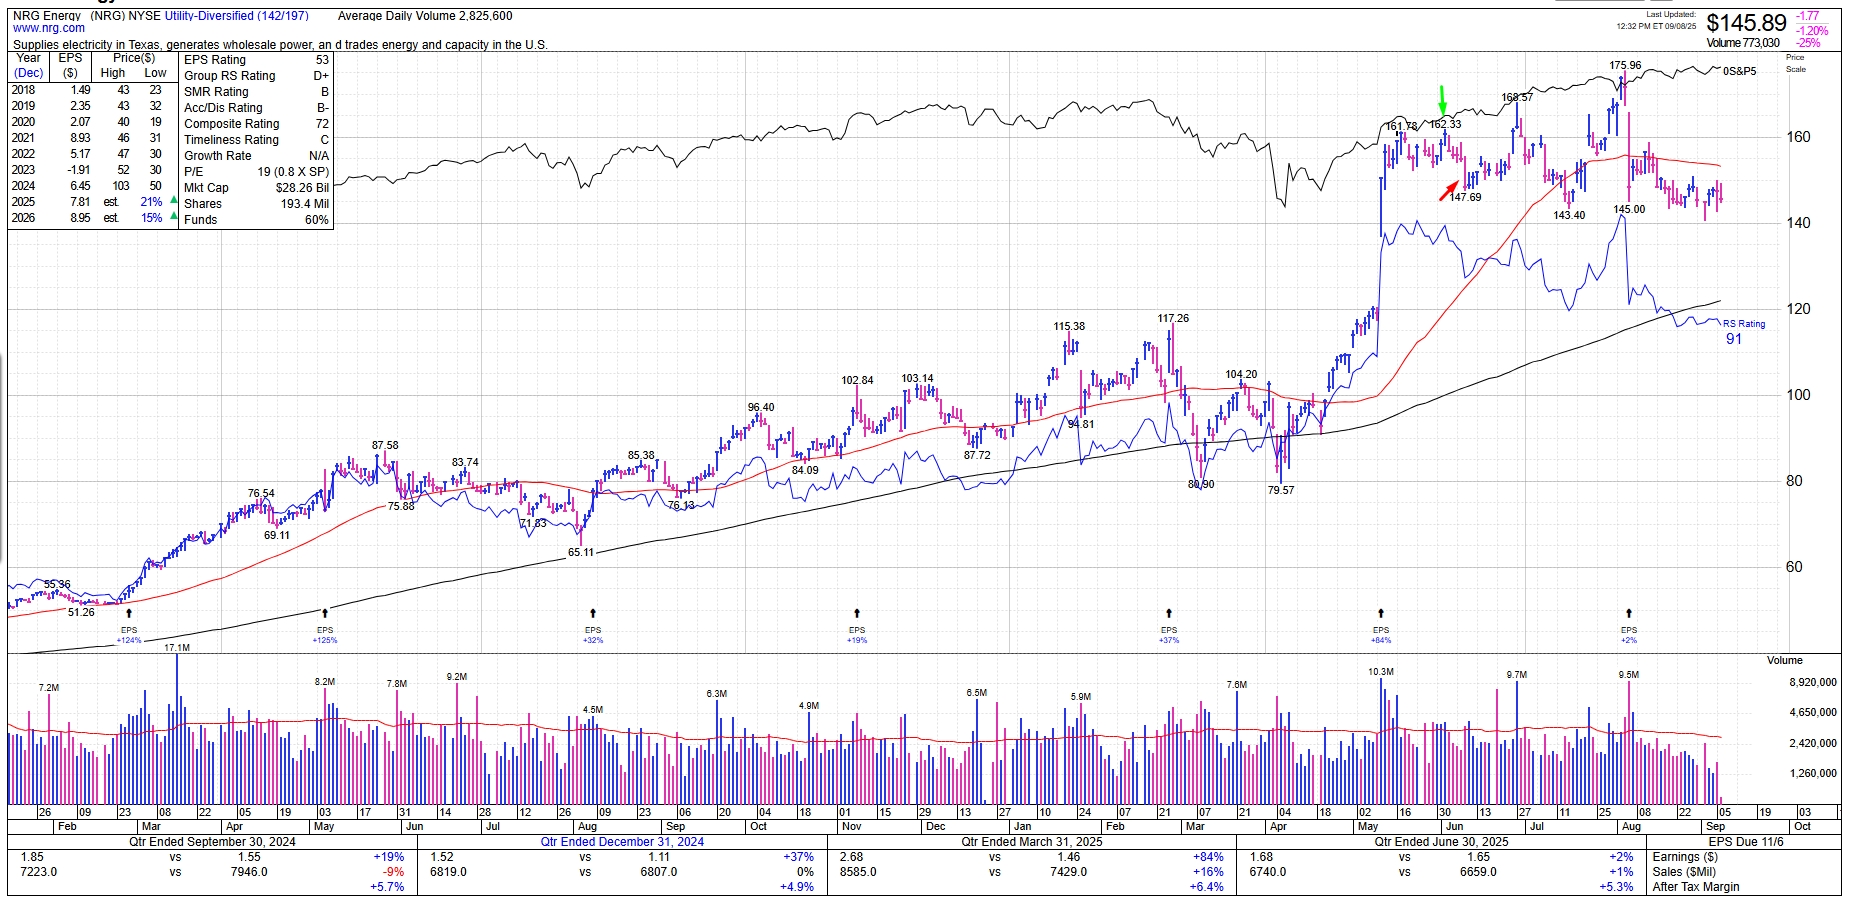 NRG Energy (NRG) NYSE Utility-Diversified (142/197) Average Daily Volume 2,825,600
www.nrg.com
Supplies electricity in Texas, generates wholesale power, an d trades energy and capacity in the U.S.
Last Updated:
12:32 PM ET 09/08/25
$145.89
Volume 773,030
-1.77
-1.20%
-25%
Year EPS Price($)
(Dec) ($) High Low
2018 1.49 43 23
2019 2.35 43 32
2020 2.07 40 19
2021 8.93 46 31
2022 5.17 47 30
2023 -1.91 52 30
2024 6.45 103 50
2025 7.81 est. 21%
2026 8.95 est. 15%
EPS Rating 53
Group RS Rating D+
SMR Rating B
Acc/Dis Rating B-
Composite Rating 72
Timeliness Rating C
Growth Rate N/A
P/E 19 (0.8 X SP)
Mkt Cap $28.26 Bil
Shares 193.4 Mil
Funds 60%
Price
Scale
0S&P5
175.96
168.57
161.78 162.33
147.69
143.40
145.00
160
140
120
100
80
60
RS Rating
91
115.38
117.26
102.84
103.14
104.20
96.40
94.81
87.72
84.09
80.90
79.57
87.58
83.74
85.38
76.54
75.88
76.13
71.83
69.11
65.11
55.36
51.26
EPS EPS EPS EPS EPS EPS EPS
+124% +125% +32% +19% +37% +84% +2%
Volume
17.1M
7.2M
8.2M
7.8M
9.2M
4.5M
6.3M
4.9M
6.5M
5.9M
7.6M
10.3M
9.7M
9.5M
8,920,000
4,650,000
2,420,000
1,260,000
26 09 23 08 22 05 19 03 17 31 14 28 12 26 09 23 06 20 04 18 01 15 29 13 27 10 24 07 21 07 21 04 18 02 16 30 13 27 11 25 08 22 05 19 03
Feb Mar Apr May Jun Jul Aug Sep Oct Nov Dec Jan Feb Mar Apr May Jun Jul Aug Sep Oct
Qtr Ended September 30, 2024 Qtr Ended December 31, 2024 Qtr Ended March 31, 2025 Qtr Ended June 30, 2025 EPS Due 11/6
1.85 vs 1.55 +19% 1.52 vs 1.11 +37% 2.68 vs 1.46 +84% 1.68 vs 1.65 +2% Earnings ($)
7223.0 vs 7946.0 -9% 6819.0 vs 6807.0 0% 8585.0 vs 7429.0 +16% 6740.0 vs 6659.0 +1% Sales ($Mil)
+5.7% +4.9% +6.4% +5.3% After Tax Margin